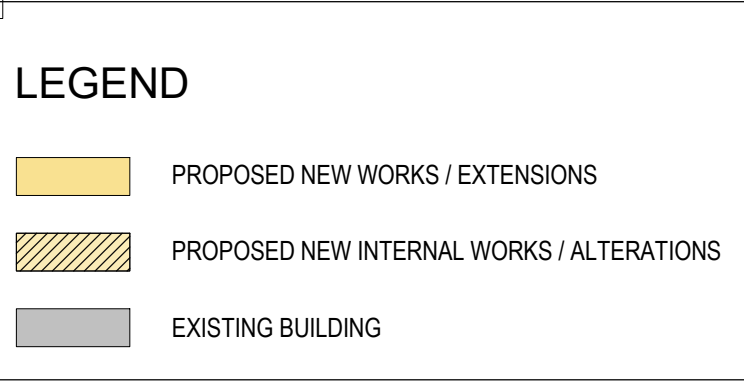 LEGEND
PROPOSED NEW WORKS / EXTENSIONS
PROPOSED NEW INTERNAL WORKS / ALTERATIONS
EXISTING BUILDING